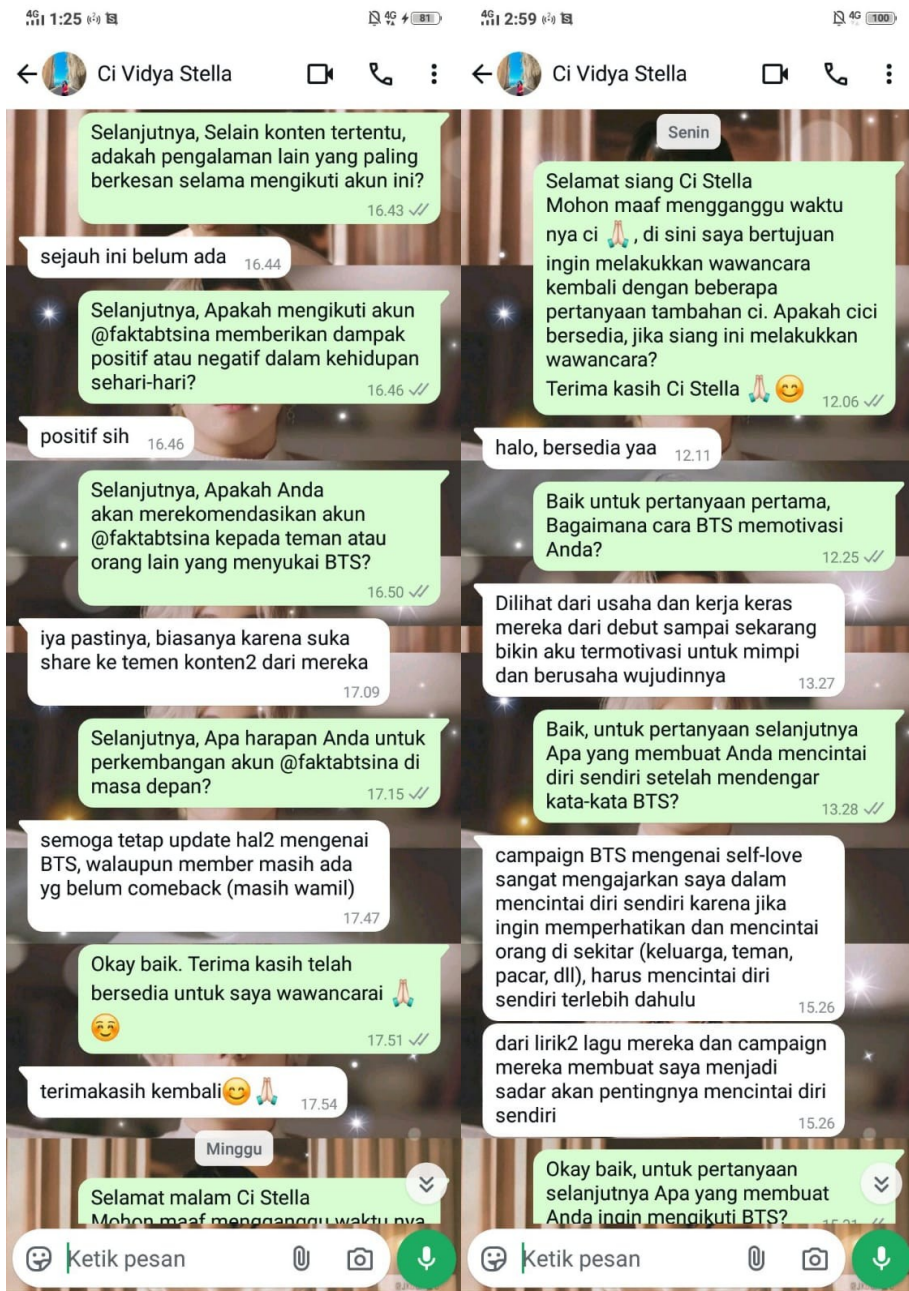 4G 1:25
4G 81
Ci Vidya Stella
Selanjutnya, Selain konten tertentu,
adakah pengalaman lain yang paling
berkesan selama mengikuti akun ini?
16.43
sejauh ini belum ada
16.44
Selanjutnya, Apakah mengikuti akun
@faktabtsina memberikan dampak
positif atau negatif dalam kehidupan
sehari-hari?
16.46
positif sih
16.46
Selanjutnya, Apakah Anda
akan merekomendasikan akun
@faktabtsina kepada teman atau
orang lain yang menyukai BTS?
16.50
iya pastinya, biasanya karena suka
share ke temen konten2 dari mereka
17.09
Selanjutnya, Apa harapan Anda untuk
perkembangan akun @faktabtsina di
masa depan?
17.15
semoga tetap update hal2 mengenai
BTS, walaupun member masih ada
yg belum comeback (masih wamil)
17.47
Okay baik. Terima kasih telah
bersedia untuk saya wawancarai 🙏🏻
☺️
17.51
terimakasih kembali😊🙏🏻
17.54
Minggu
Selamat malam Ci Stella
Mohon maaf mengganggu waktu nya
Ketik pesan
4G 2:59
4G 100
Ci Vidya Stella
Senin
Selamat siang Ci Stella
Mohon maaf mengganggu waktu
nya ci 🙏🏻, di sini saya bertujuan
ingin melakukkan wawancara
kembali dengan beberapa
pertanyaan tambahan ci. Apakah cici
bersedia, jika siang ini melakukkan
wawancara?
Terima kasih Ci Stella 🙏🏻😊
12.06
halo, bersedia yaa
12.11
Baik untuk pertanyaan pertama,
Bagaimana cara BTS memotivasi
Anda?
12.25
Dilihat dari usaha dan kerja keras
mereka dari debut sampai sekarang
bikin aku termotivasi untuk mimpi
dan berusaha wujudinnya
13.27
Baik, untuk pertanyaan selanjutnya
Apa yang membuat Anda mencintai
diri sendiri setelah mendengar
kata-kata BTS?
13.28
campaign BTS mengenai self-love
sangat mengajarkan saya dalam
mencintai diri sendiri karena jika
ingin memperhatikan dan mencintai
orang di sekitar (keluarga, teman,
pacar, dll), harus mencintai diri
sendiri terlebih dahulu
15.26
dari lirik2 lagu mereka dan campaign
mereka membuat saya menjadi
sadar akan pentingnya mencintai diri
sendiri
15.26
Okay baik, untuk pertanyaan
selanjutnya Apa yang membuat
Anda ingin mengikuti BTS?
Ketik pesan